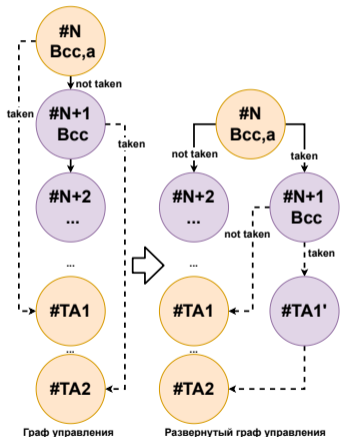 #N
Bcc,a
not taken
taken
#N+1
Bcc
taken
#N+2
...
...
#TA1
...
#TA2
Граф управления
#N
Bcc,a
not taken
taken
#N+2
...
#N+1
Bcc
not taken
taken
...
#TA1
#TA1'
...
#TA2
Развернутый граф управления